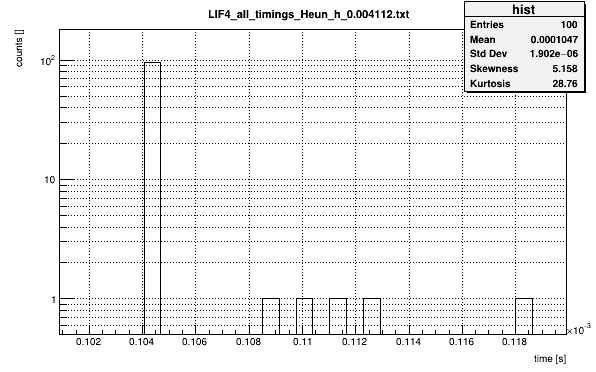 LIF4_all_timings_Heun_h_0.004112.txt
hist
Entries 100
Mean 0.0001047
Std Dev 1.902e−06
Skewness 5.158
Kurtosis 28.76
counts []
10²
10
1
0.102 0.104 0.106 0.108 0.11 0.112 0.114 0.116 0.118
×10⁻³
time [s]